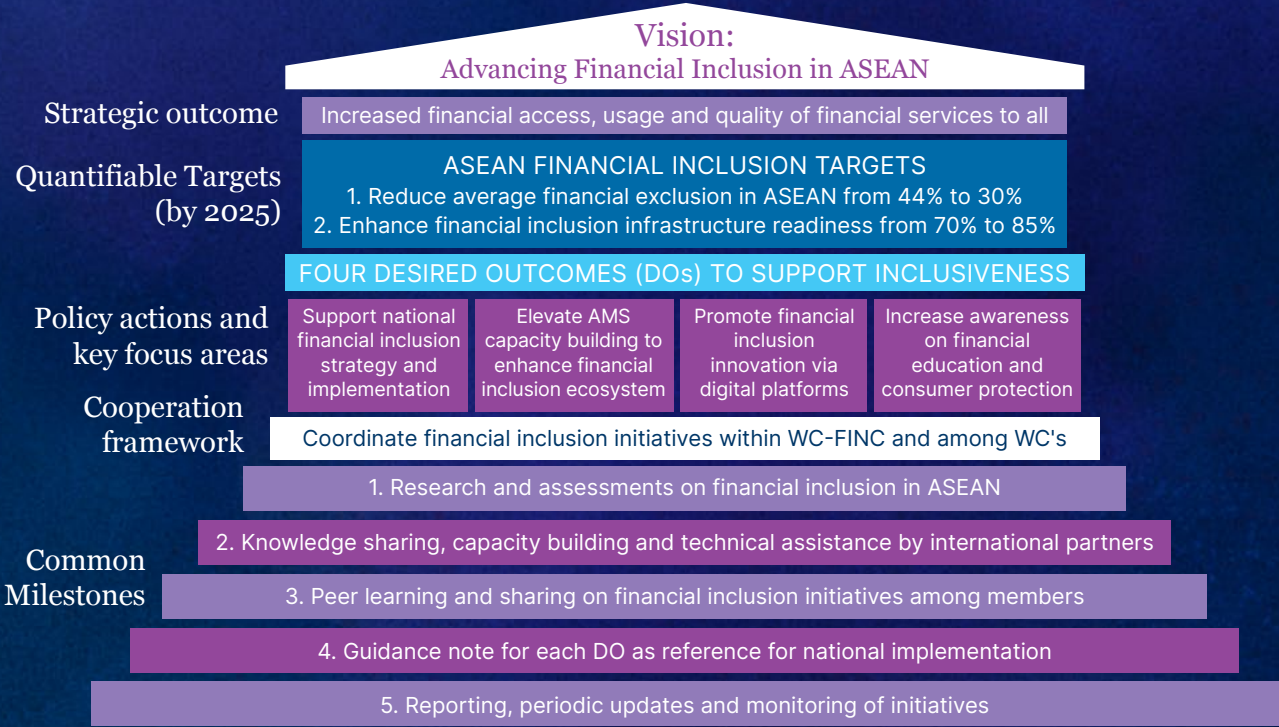 Vision:
Advancing Financial Inclusion in ASEAN
Strategic outcome
Increased financial access, usage and quality of financial services to all
Quantifiable Targets
(by 2025)
ASEAN FINANCIAL INCLUSION TARGETS
1. Reduce average financial exclusion in ASEAN from 44% to 30%
2. Enhance financial inclusion infrastructure readiness from 70% to 85%
FOUR DESIRED OUTCOMES (DOs) TO SUPPORT INCLUSIVENESS
Policy actions and
key focus areas
Support national
financial inclusion
strategy and
implementation
Elevate AMS
capacity building to
enhance financial
inclusion ecosystem
Promote financial
inclusion
innovation via
digital platforms
Increase awareness
on financial
education and
consumer protection
Cooperation
framework
Coordinate financial inclusion initiatives within WC-FINC and among WC's
Common
Milestones
1. Research and assessments on financial inclusion in ASEAN
2. Knowledge sharing, capacity building and technical assistance by international partners
3. Peer learning and sharing on financial inclusion initiatives among members
4. Guidance note for each DO as reference for national implementation
5. Reporting, periodic updates and monitoring of initiatives